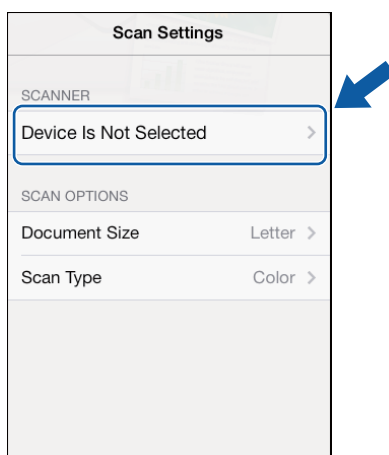 Scan Settings
SCANNER
Device Is Not Selected
SCAN OPTIONS
Document Size Letter
Scan Type Color